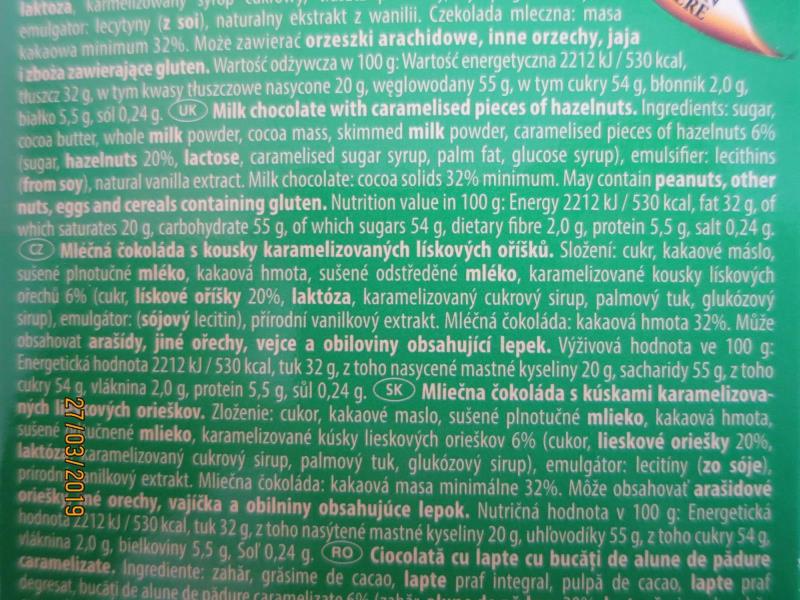 laktoza, karmelizowany syrop cukrowy,
emulgator: lecytyny (z soi), naturalny ekstrakt z wanilii. Czekolada mleczna: masa
kakaowa minimum 32%. Może zawierać orzeszki arachidowe, inne orzechy, jaja
i zboża zawierające gluten. Wartość odżywcza w 100 g: Wartość energetyczna 2212 kJ / 530 kcal,
tłuszcz 32 g, w tym kwasy tłuszczowe nasycone 20 g, węglowodany 55 g, w tym cukry 54 g, błonnik 2,0 g,
białko 5,5 g, sól 0,24 g. UK Milk chocolate with caramelised pieces of hazelnuts. Ingredients: sugar,
cocoa butter, whole milk powder, cocoa mass, skimmed milk powder, caramelised pieces of hazelnuts 6%
(sugar, hazelnuts 20%, lactose, caramelised sugar syrup, palm fat, glucose syrup), emulsifier: lecithins
(from soy), natural vanilla extract. Milk chocolate: cocoa solids 32% minimum. May contain peanuts, other
nuts, eggs and cereals containing gluten. Nutrition value in 100 g: Energy 2212 kJ / 530 kcal, fat 32 g, of
which saturates 20 g, carbohydrate 55 g, of which sugars 54 g, dietary fibre 2,0 g, protein 5,5 g, salt 0,24 g.
CZ Mléčná čokoláda s kousky karamelizovaných lískových oříšků. Složení: cukr, kakaové máslo,
sušené plnotučné mléko, kakaová hmota, sušené odstředěné mléko, karamelizované kousky lískových
ořechů 6% (cukr, lískové oříšky 20%, laktóza, karamelizovaný cukrový sirup, palmový tuk, glukózový
sirup), emulgátor: (sójový lecitin), přírodní vanilkový extrakt. Mléčná čokoláda: kakaová hmota 32%. Může
obsahovat arašídy, jiné ořechy, vejce a obiloviny obsahující lepek. Výživová hodnota ve 100 g:
Energetická hodnota 2212 kJ / 530 kcal, tuk 32 g, z toho nasycené mastné kyseliny 20 g, sacharidy 55 g, z toho
cukry 54 g, vláknina 2,0 g, protein 5,5 g, sůl 0,24 g. SK Mliečna čokoláda s kúskami karamelizova-
ných lieskových orieškov. Zloženie: cukor, kakaové maslo, sušené plnotučné mlieko, kakaová hmota,
sušené odtučnené mlieko, karamelizované kúsky lieskových orieškov 6% (cukor, lieskové oriešky 20%,
laktóza, karamelizovaný cukrový sirup, palmový tuk, glukózový sirup), emulgátor: lecitíny (zo sóje),
prírodný vanilkový extrakt. Mliečna čokoláda: kakaová masa minimálne 32%. Môže obsahovať arašidové
oriešky, iné orechy, vajíčka a obilniny obsahujúce lepok. Nutričná hodnota v 100 g: Energetická
hodnota 2212 kJ / 530 kcal, tuk 32 g, z toho nasýtené mastné kyseliny 20 g, uhľovodíky 55 g, z toho cukry 54 g,
vláknina 2,0 g, bielkoviny 5,5 g, Soľ 0,24 g. RO Ciocolată cu lapte cu bucăți de alune de pădure
caramelizate. Ingrediente: zahăr, grăsime de cacao, lapte praf integral, pulpă de cacao, lapte praf
degresat, bucăți de alune de pădure caramelizate 6% (zahăr,
27/03/2019